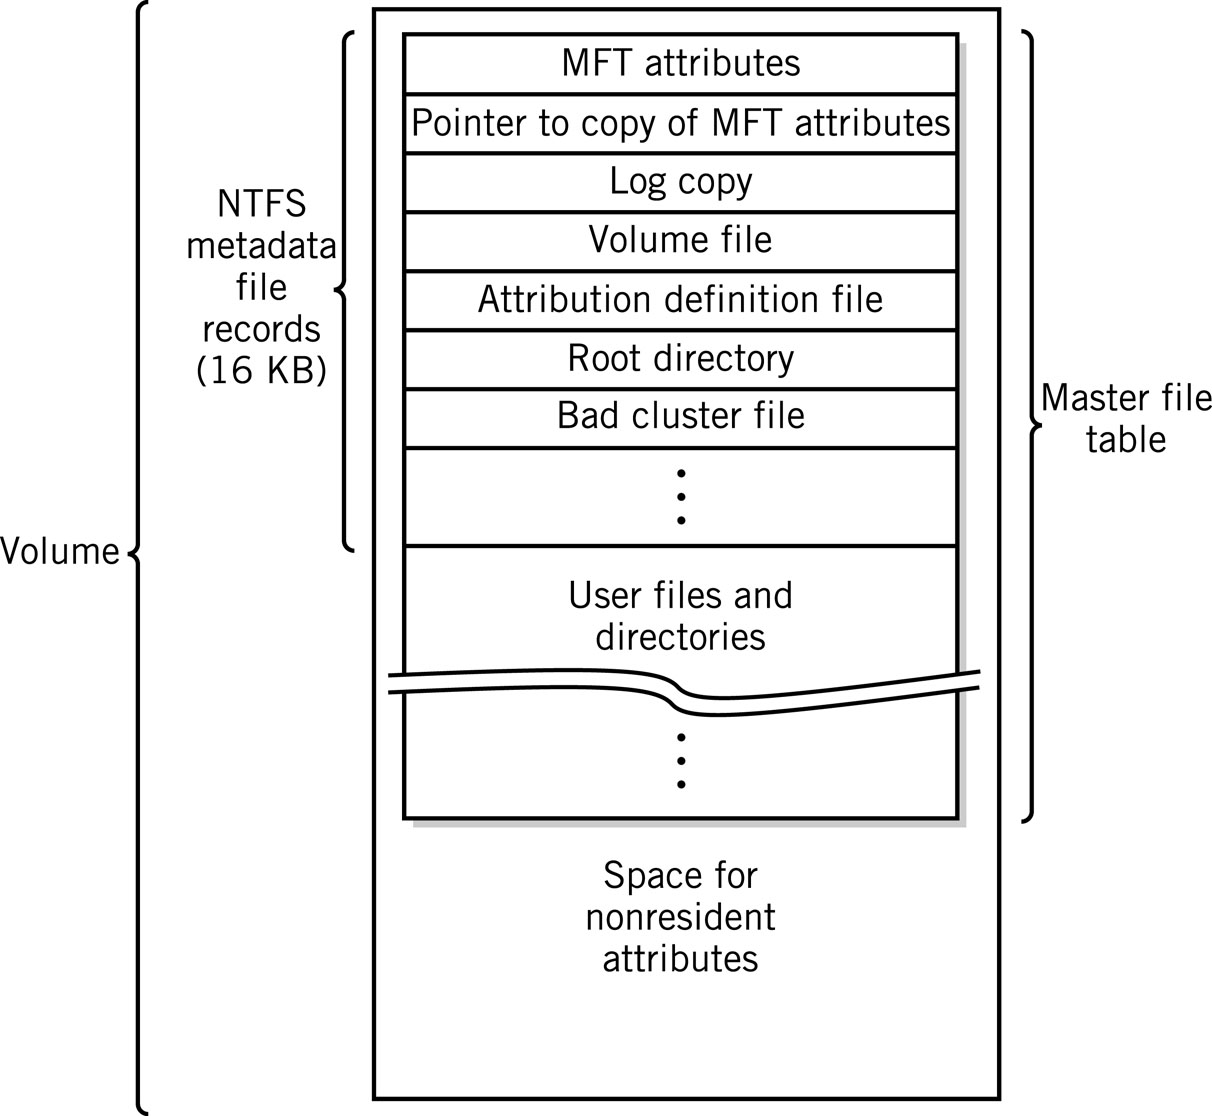 MFT attributes
Pointer to copy of MFT attributes
Log copy
Volume file
Attribution definition file
Root directory
Bad cluster file
User files and
directories
Space for
nonresident
attributes
NTFS
metadata
file
records
(16 KB)
Volume
Master file
table